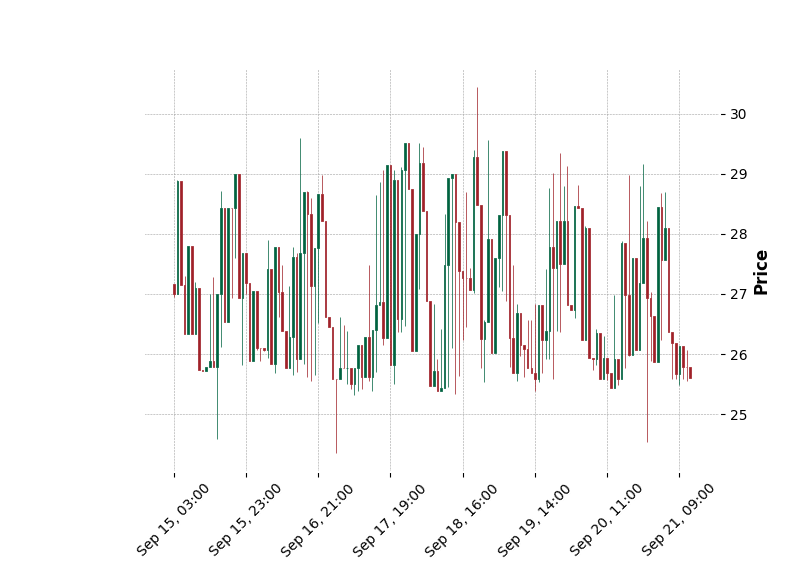 30
29
28
27
26
25
Price
Sep 15, 03:00
Sep 15, 23:00
Sep 16, 21:00
Sep 17, 19:00
Sep 18, 16:00
Sep 19, 14:00
Sep 20, 11:00
Sep 21, 09:00